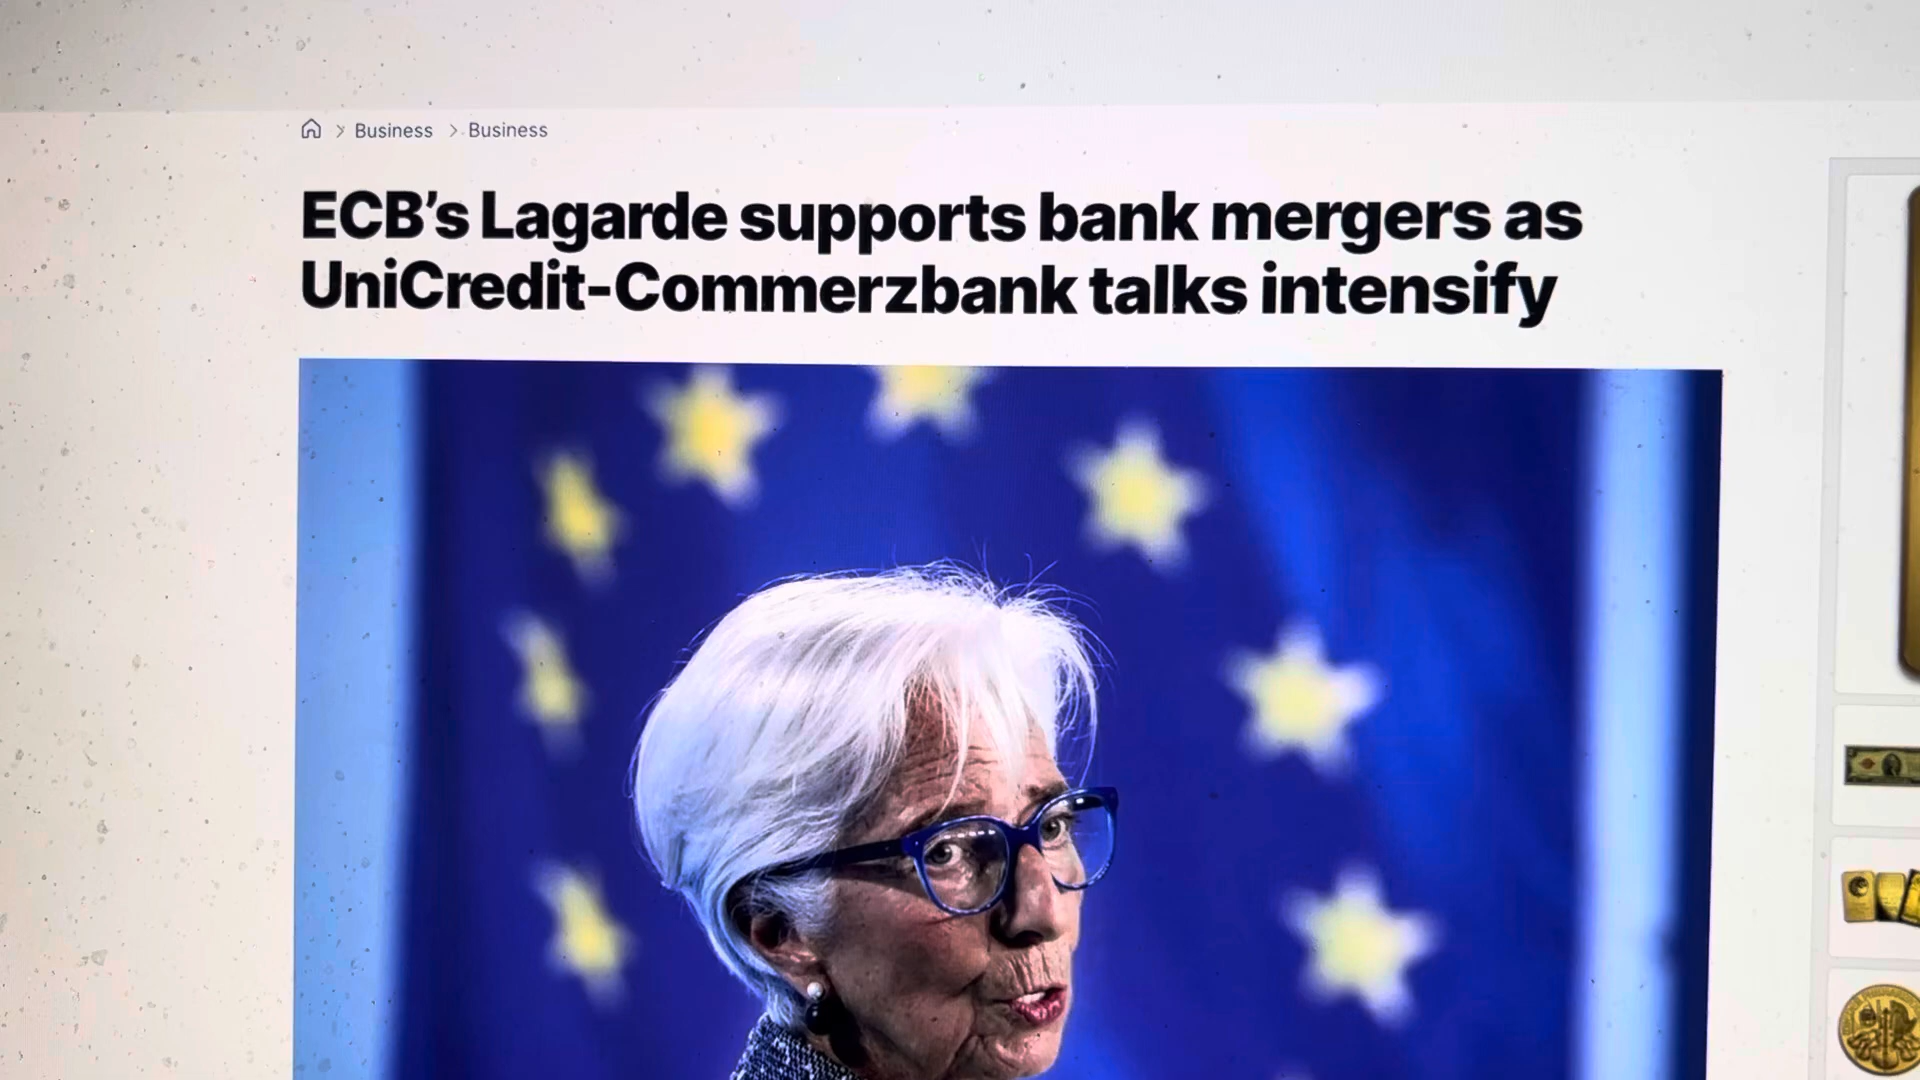 Business > Business
ECB’s Lagarde supports bank mergers as
UniCredit-Commerzbank talks intensify